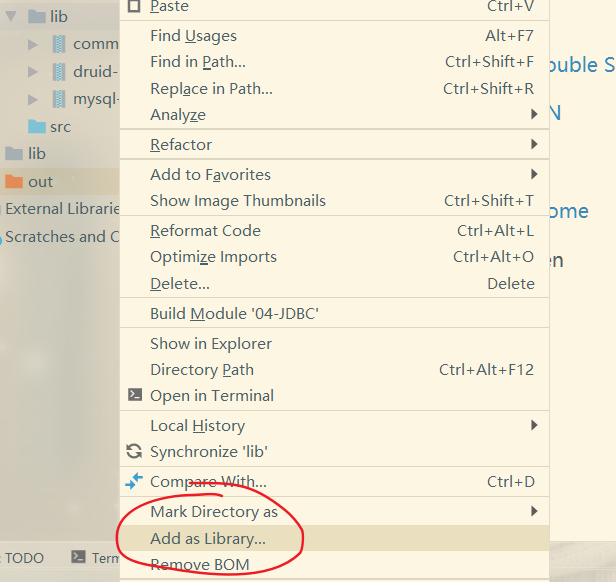 lib
comm
druid-
mysql-
src
lib
out
External Librarie
Scratches and C
TODO
Term
Paste Ctrl+V
Find Usages Alt+F7
Find in Path... Ctrl+Shift+F
Replace in Path... Ctrl+Shift+R
Analyze
Refactor
Add to Favorites
Show Image Thumbnails Ctrl+Shift+T
Reformat Code Ctrl+Alt+L
Optimize Imports Ctrl+Alt+O
Delete... Delete
Build Module '04-JDBC'
Show in Explorer
Directory Path Ctrl+Alt+F12
Open in Terminal
Local History
Synchronize 'lib'
Compare With... Ctrl+D
Mark Directory as
Add as Library...
Remove BOM
ouble S
N
ome
en